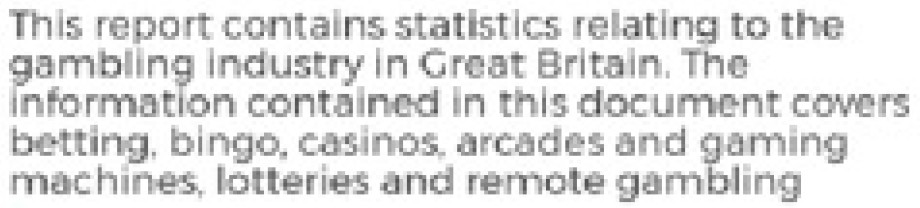 This report contains statistics relating to the
gambling industry in Great Britain. The
information contained in this document covers
betting, bingo, casinos, arcades and gaming
machines, lotteries and remote gambling